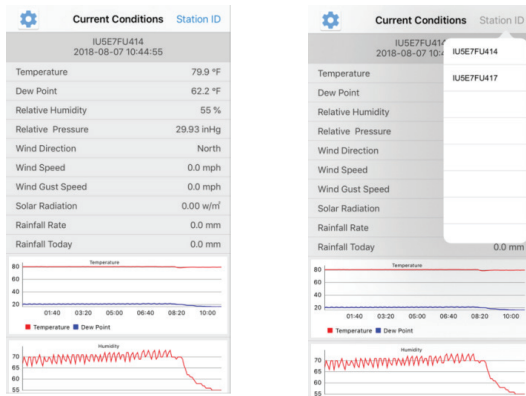 Current Conditions Station ID
IU5E7FU414
2018-08-07 10:44:55
Temperature 79.9 °F
Dew Point 62.2 °F
Relative Humidity 55 %
Relative Pressure 29.93 inHg
Wind Direction North
Wind Speed 0.0 mph
Wind Gust Speed 0.0 mph
Solar Radiation 0.00 w/㎡
Rainfall Rate 0.0 mm
Rainfall Today 0.0 mm
Temperature
80
60
40
20
01:40 03:20 05:00 06:40 08:20 10:00
Temperature Dew Point
Humidity
70
65
60
55
Current Conditions Station ID
IU5E7FU414
2018-08-07 10:4
IU5E7FU414
IU5E7FU417
Temperature
Dew Point
Relative Humidity
Relative Pressure
Wind Direction
Wind Speed
Wind Gust Speed
Solar Radiation
Rainfall Rate
Rainfall Today 0.0 mm
Temperature
80
60
40
20
01:40 03:20 05:00 06:40 08:20 10:00
Temperature Dew Point
Humidity
70
65
60
55